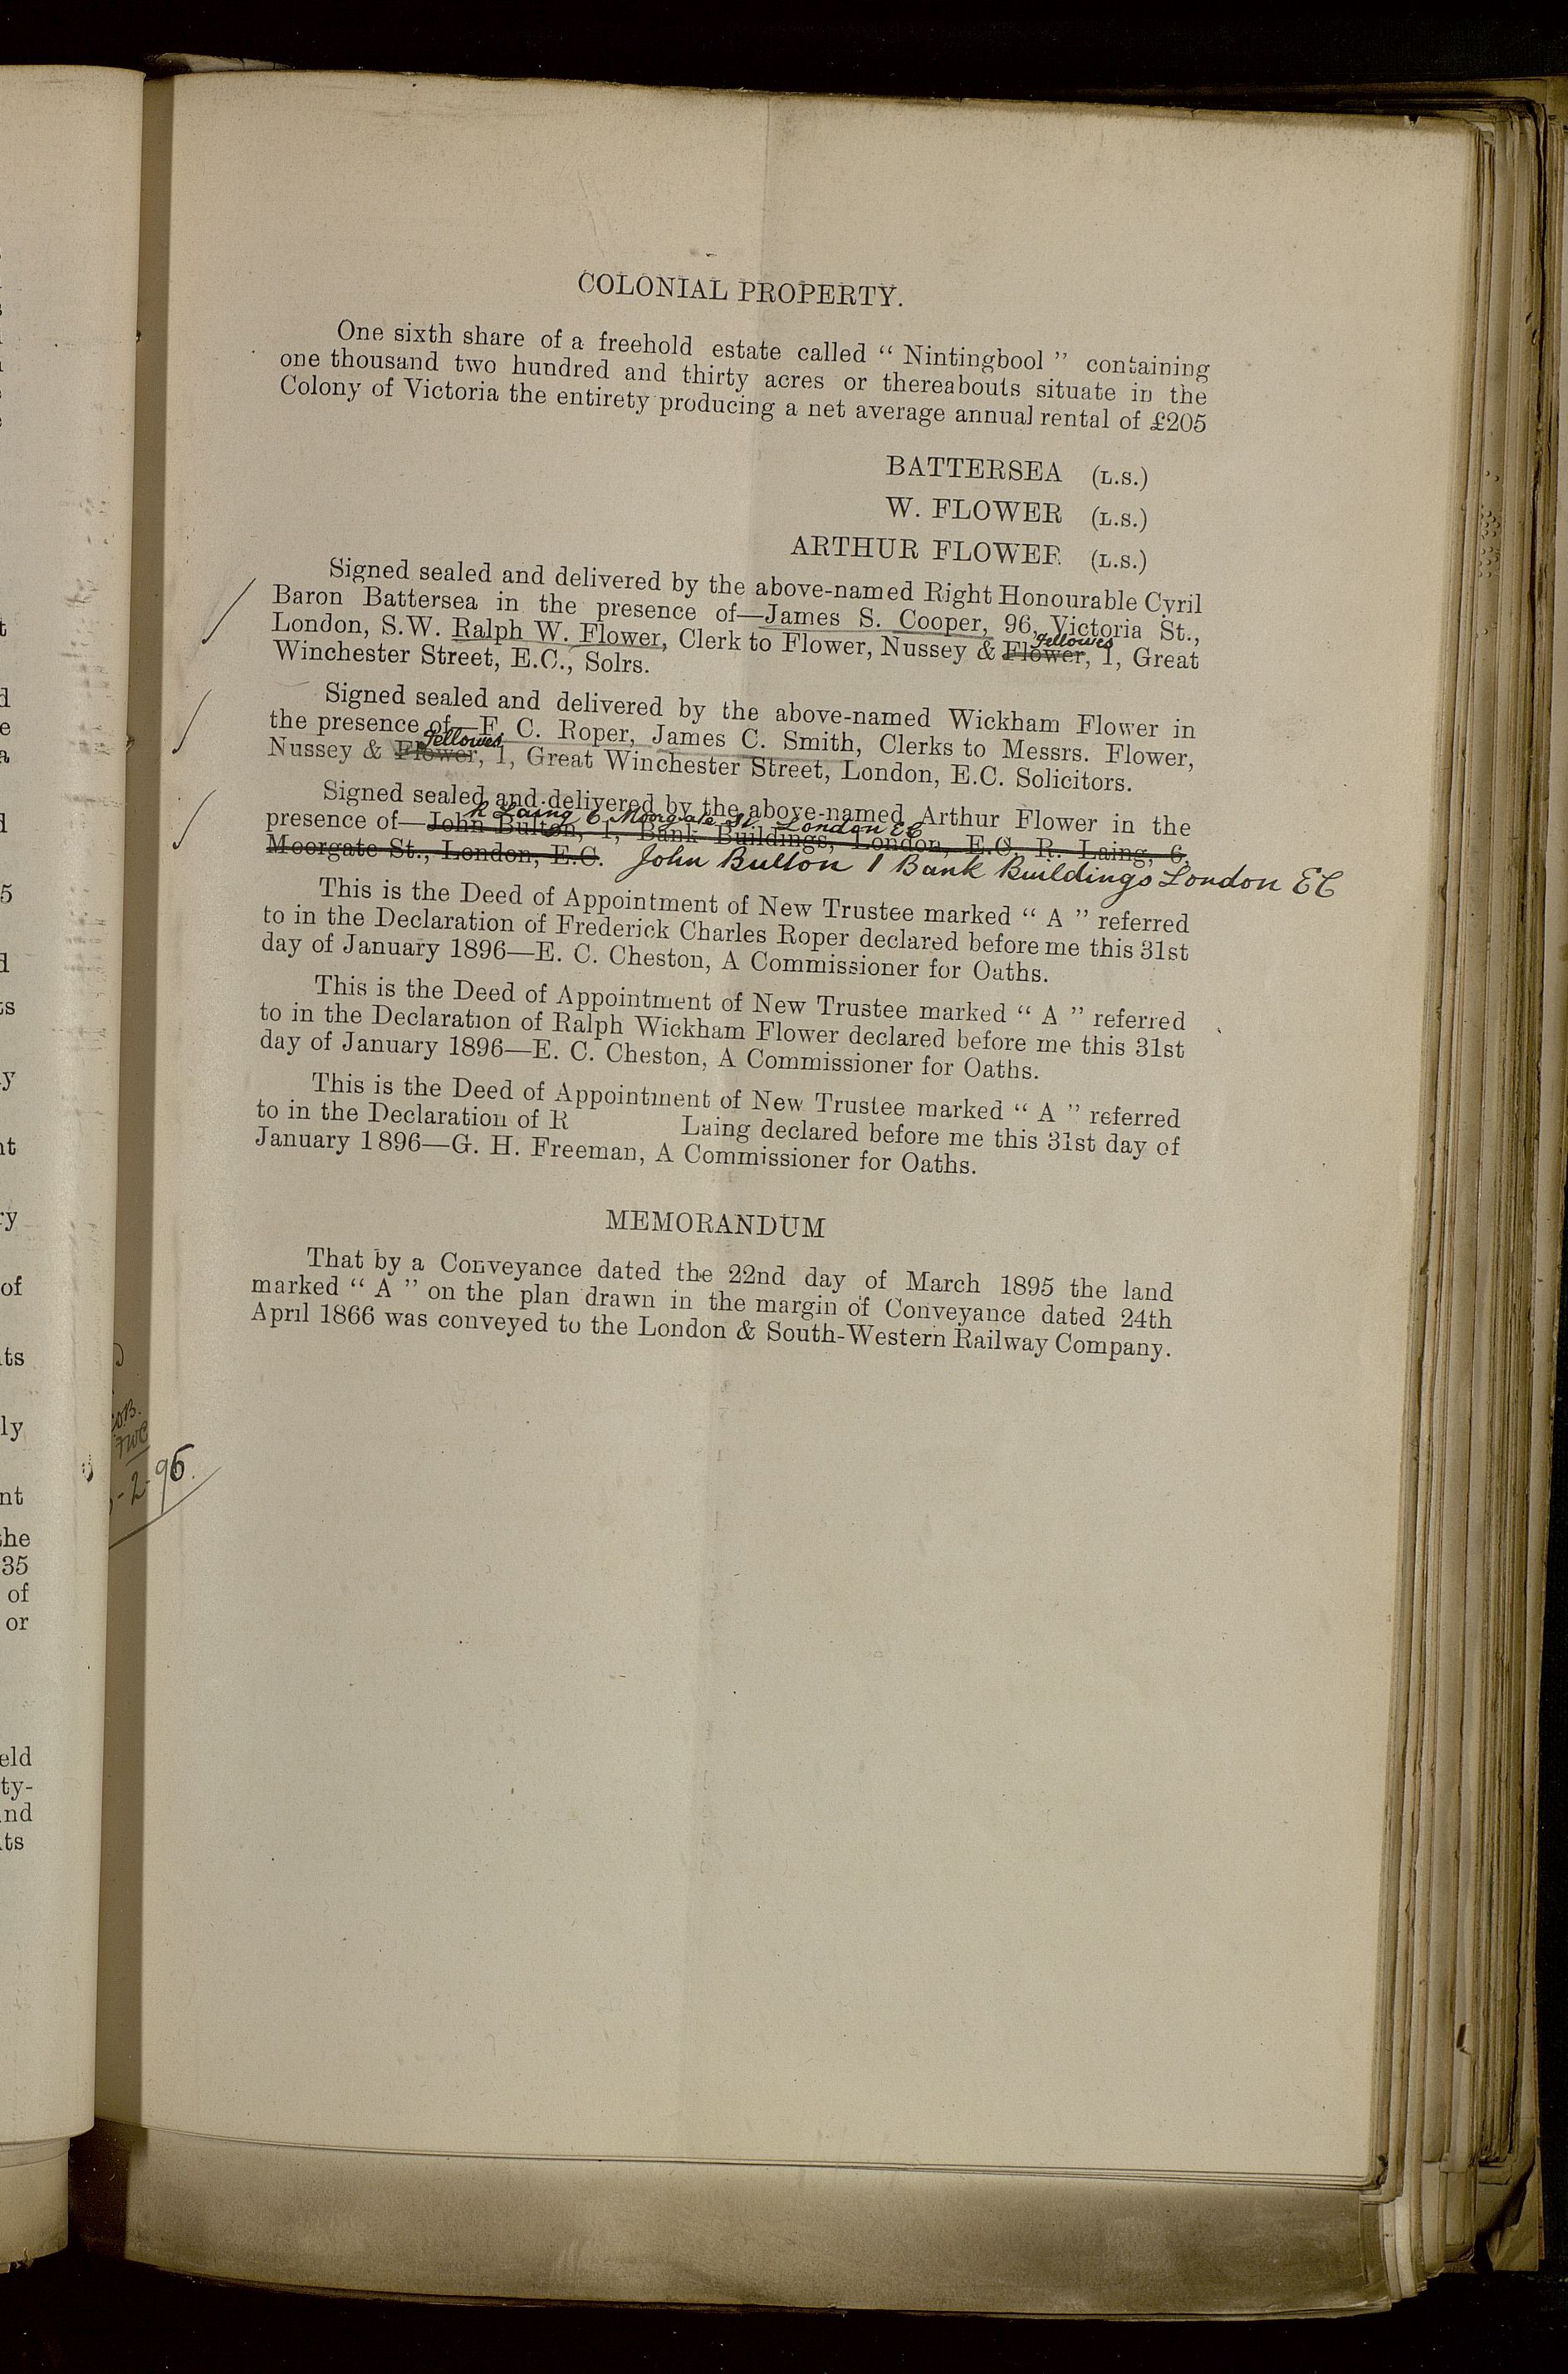 COLONIAL PROPERTY.
One sixth share of a freehold estate called “ Nintingbool ” containing
one thousand two hundred and thirty acres or thereabouts situate in the
Colony of Victoria the entirety producing a net average annual rental of £205
BATTERSEA (L.S.)
W. FLOWER (L.S.)
ARTHUR FLOWER (L.S.)
Signed sealed and delivered by the above-named Right Honourable Cyril
Baron Battersea in the presence of—James S. Cooper, 96, Victoria St.,
Fellowes
London, S.W. Ralph W. Flower, Clerk to Flower, Nussey & Flower, 1, Great
Winchester Street, E.C., Solrs.
Signed sealed and delivered by the above-named Wickham Flower in
the presence of—F. C. Roper, James C. Smith, Clerks to Messrs. Flower,
Fellowes
Nussey & Flower, 1, Great Winchester Street, London, E.C. Solicitors.
Signed sealed and delivered by the above-named Arthur Flower in the
R Laing 6 Moorgate St London EC
presence of—John Bulton, 1, Bank Buildings, London, E.C. R. Laing, 6,
Moorgate St., London, E.C. John Bulton 1 Bank Buildings London EC
This is the Deed of Appointment of New Trustee marked “ A ” referred
to in the Declaration of Frederick Charles Roper declared before me this 31st
day of January 1896—E. C. Cheston, A Commissioner for Oaths.
This is the Deed of Appointment of New Trustee marked “ A ” referred
to in the Declaration of Ralph Wickham Flower declared before me this 31st
day of January 1896—E. C. Cheston, A Commissioner for Oaths.
This is the Deed of Appointment of New Trustee marked “ A ” referred
to in the Declaration of R Laing declared before me this 31st day of
January 1896—G. H. Freeman, A Commissioner for Oaths.
MEMORANDUM
That by a Conveyance dated the 22nd day of March 1895 the land
marked “ A ” on the plan drawn in the margin of Conveyance dated 24th
April 1866 was conveyed to the London & South-Western Railway Company.
-2-96.